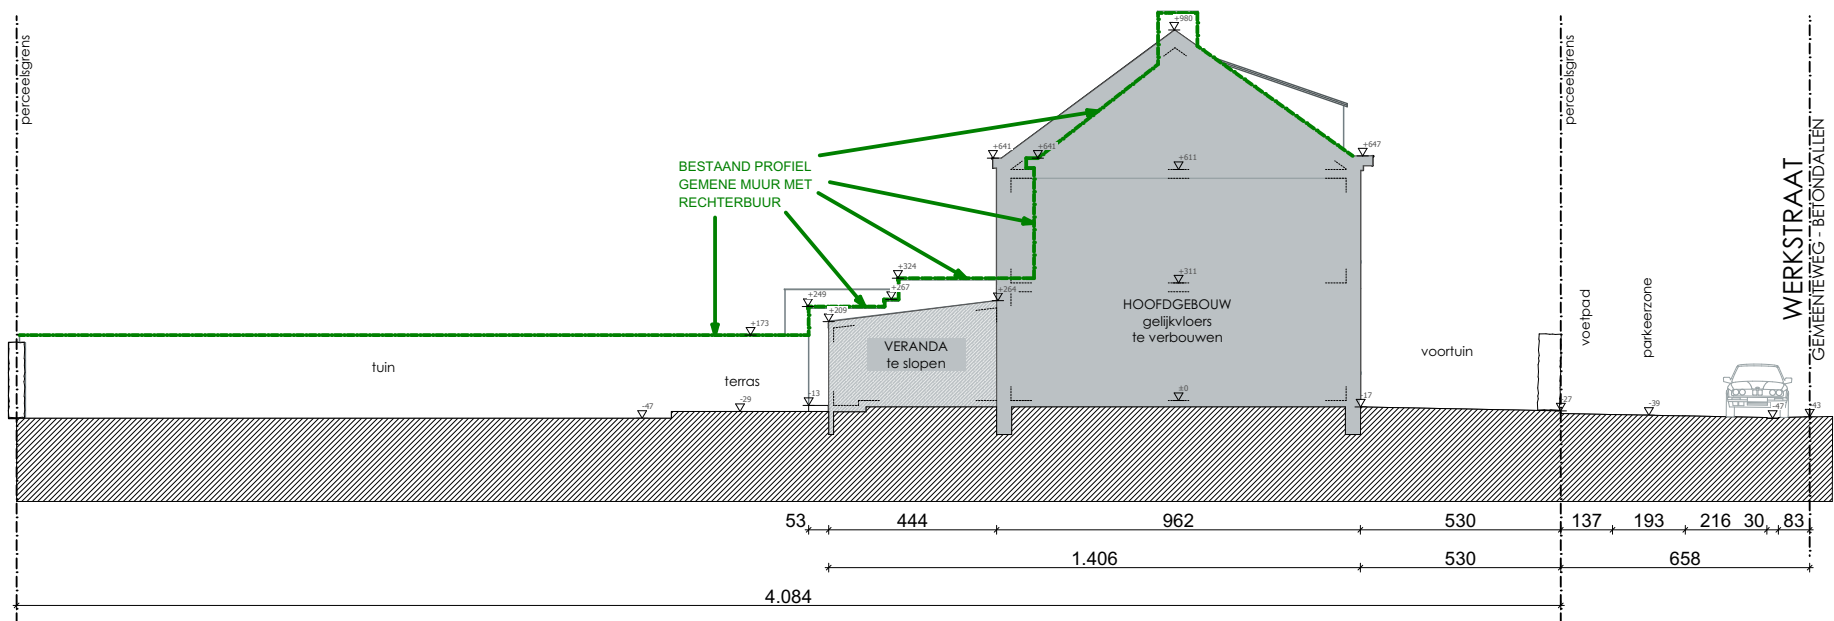 +980
perceelsgrens
perceelsgrens
+641
+641
+647
+611
BESTAAND PROFIEL
GEMENE MUUR MET
RECHTERBUUR
WERKSTRAAT
GEMEENTEWEG - BETONDALLEN
+324
+311
+267
+264
+249
+209
+173
HOOFDGEBOUW
gelijkvloers
te verbouwen
voetpad
parkeerzone
VERANDA
te slopen
voortuin
tuin
terras
±0
-13
-17
-27
-29
-39
-47
-47
-43
53
444
962
530
137
193
216
30
83
1.406
530
658
4.084